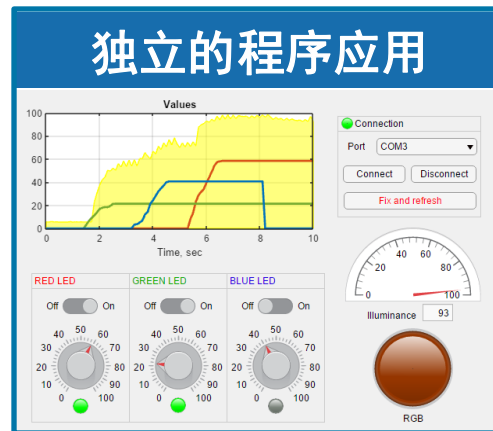 独立的程序应用
Values
100
80
60
40
20
0
0 2 4 6 8 10
Time, sec
Connection
Port COM3
Connect Disconnect
Fix and refresh
0 20 40 60 80 100
Illuminance 93
RGB
RED LED GREEN LED BLUE LED
Off On Off On Off On
0 10 20 30 40 50 60 70 80 90 100
0 10 20 30 40 50 60 70 80 90 100
0 10 20 30 40 50 60 70 80 90 100